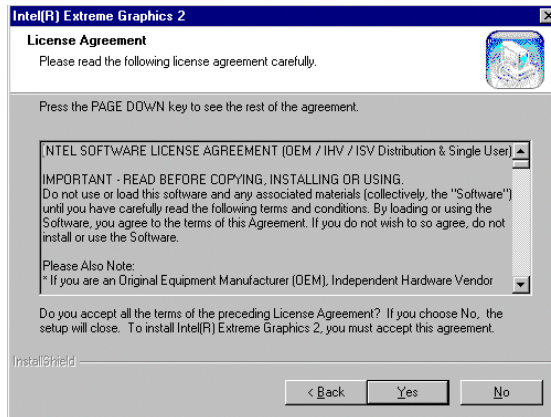 Intel(R) Extreme Graphics 2
License Agreement
Please read the following license agreement carefully.
Press the PAGE DOWN key to see the rest of the agreement.
INTEL SOFTWARE LICENSE AGREEMENT (OEM / IHV / ISV Distribution & Single User)
IMPORTANT - READ BEFORE COPYING, INSTALLING OR USING.
Do not use or load this software and any associated materials (collectively, the "Software")
until you have carefully read the following terms and conditions. By loading or using the
Software, you agree to the terms of this Agreement. If you do not wish to so agree, do not
install or use the Software.
Please Also Note:
* If you are an Original Equipment Manufacturer (OEM), Independent Hardware Vendor
Do you accept all the terms of the preceding License Agreement? If you choose No, the
setup will close. To install Intel(R) Extreme Graphics 2, you must accept this agreement.
InstallShield
< Back
Yes
No